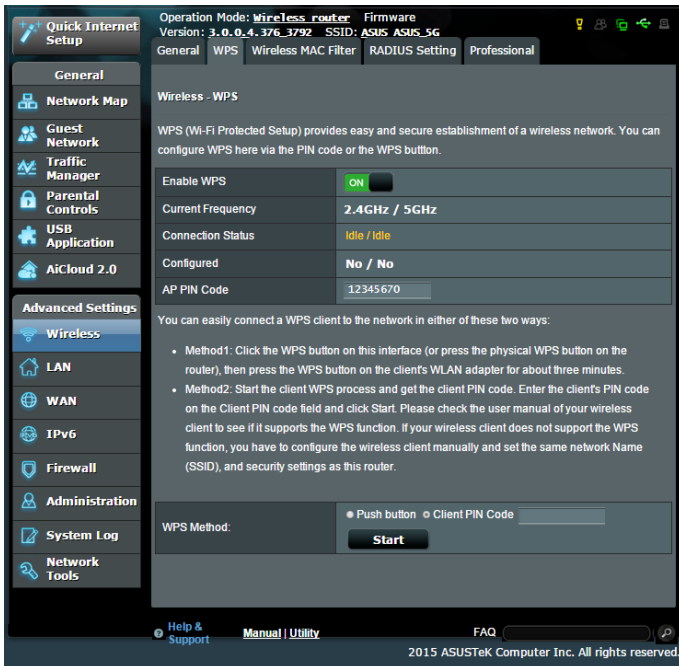 Quick Internet
Setup
Operation Mode: Wireless router Firmware
Version: 3.0.0.4.376_3792 SSID: ASUS ASUS_5G
General WPS Wireless MAC Filter RADIUS Setting Professional
General
Network Map
Guest
Network
Traffic
Manager
Parental
Controls
USB
Application
AiCloud 2.0
Advanced Settings
Wireless
LAN
WAN
IPv6
Firewall
Administration
System Log
Network
Tools
Wireless - WPS
WPS (Wi-Fi Protected Setup) provides easy and secure establishment of a wireless network. You can
configure WPS here via the PIN code or the WPS buttton.
Enable WPS ON
Current Frequency 2.4GHz / 5GHz
Connection Status Idle / Idle
Configured No / No
AP PIN Code 12345670
You can easily connect a WPS client to the network in either of these two ways:
• Method1: Click the WPS button on this interface (or press the physical WPS button on the
router), then press the WPS button on the client's WLAN adapter for about three minutes.
• Method2: Start the client WPS process and get the client PIN code. Enter the client's PIN code
on the Client PIN code field and click Start. Please check the user manual of your wireless
client to see if it supports the WPS function. If your wireless client does not support the WPS
function, you have to configure the wireless client manually and set the same network Name
(SSID), and security settings as this router.
WPS Method: Push button Client PIN Code
Start
Help &
Support
Manual | Utility
FAQ
2015 ASUSTeK Computer Inc. All rights reserved.